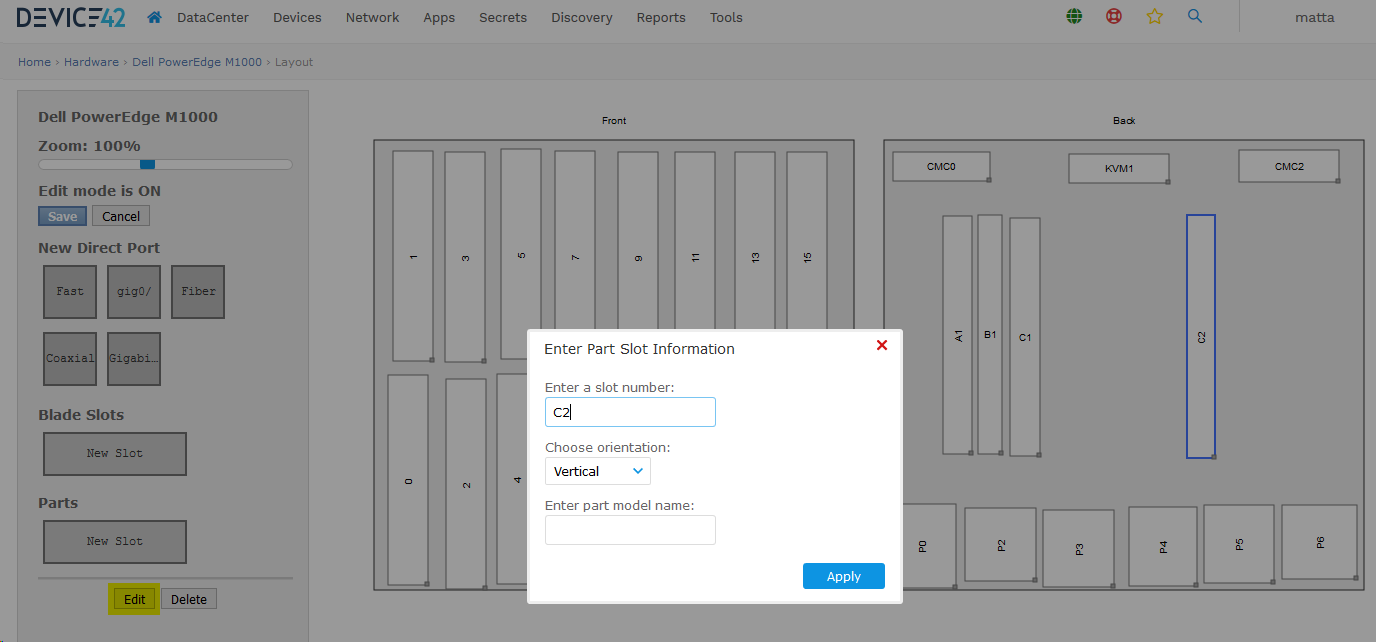 DEVICE42 DataCenter Devices Network Apps Secrets Discovery Reports Tools matta
Home › Hardware › Dell PowerEdge M1000 › Layout
Dell PowerEdge M1000
Zoom: 100%
Edit mode is ON
Save Cancel
New Direct Port
Fast gig0/ Fiber
Coaxial Gigabi...
Blade Slots
New Slot
Parts
New Slot
Edit Delete
Front
1 3 5 7 9 11 13 15
0 2 4
Back
CMC0 KVM1 CMC2
A1 B1 C1 C2
P0 P2 P3 P4 P5 P6
Enter Part Slot Information
Enter a slot number:
C2
Choose orientation:
Vertical
Enter part model name:
Apply